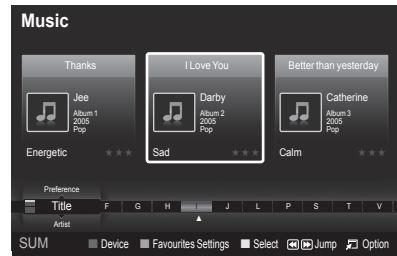 Music
Thanks
I Love You
Better than yesterday
Jee
Album 1
2005
Pop
Darby
Album 2
2005
Pop
Catherine
Album 3
2005
Pop
Energetic
Sad
Calm
Preference
Title F G H I J L P S T V
Artist
SUM Device Favourites Settings Select Jump Option